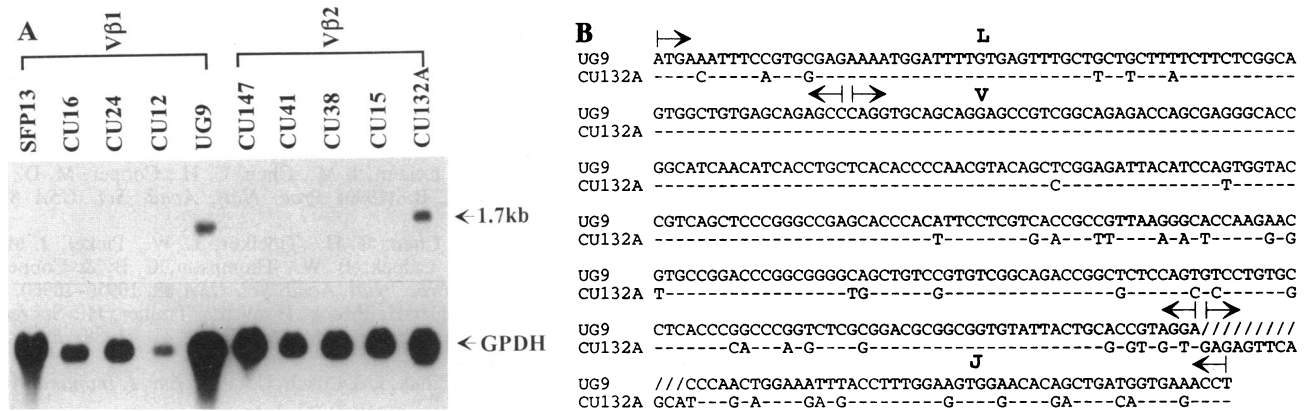 A
Vβ1
Vβ2
SFP13
CU16
CU24
CU12
UG9
CU147
CU41
CU38
CU15
CU132A
←1.7kb
←GPDH
B
L
UG9 ATGAAATTTCCGTGCGAGAAAATGGATTTTGTGAGTTTGCTGCTGCTTTTCTTCTCGGCA
CU132A ----C-----A---G--------------------------T--T---A-----------
V
UG9 GTGGCTGTGAGCAGAGCCCAGGTGCAGCAGGAGCCGTCGGCAGAGACCAGCGAGGGCACC
CU132A ------------------------------------------------------------
UG9 GGCATCAACATCACCTGCTCACACCCCAACGTACAGCTCGGAGATTACATCCAGTGGTAC
CU132A -------------------------------------C---------------T------
UG9 CGTCAGCTCCCGGGCCGAGCACCCACATTCCTCGTCACCGCCGTTAAGGGCACCAAGAAC
CU132A --------------------------T--------G-A---TT----A-A-T-----G-G
UG9 GTGCCGGACCCGGCGGGGCAGCTGTCCGTGTCGGCAGACCGGCTCTCCAGTGTCCTGTGC
CU132A T-----------------TG------G----------------G------C-C------G
UG9 CTCACCCGGCCCGGTCTCGCGGACGCGGCGGTGTATTACTGCACCGTAGGA/////////
CU132A -------CA---A-G----G----------------------G-GT-G-T-GAGAGTTCA
J
UG9 ///CCCAACTGGAAATTTACCTTTGGAAGTGGAACACAGCTGATGGTGAAACCT
CU132A GCAT---G-A----GA-G---------G--G----GA------CA----G----